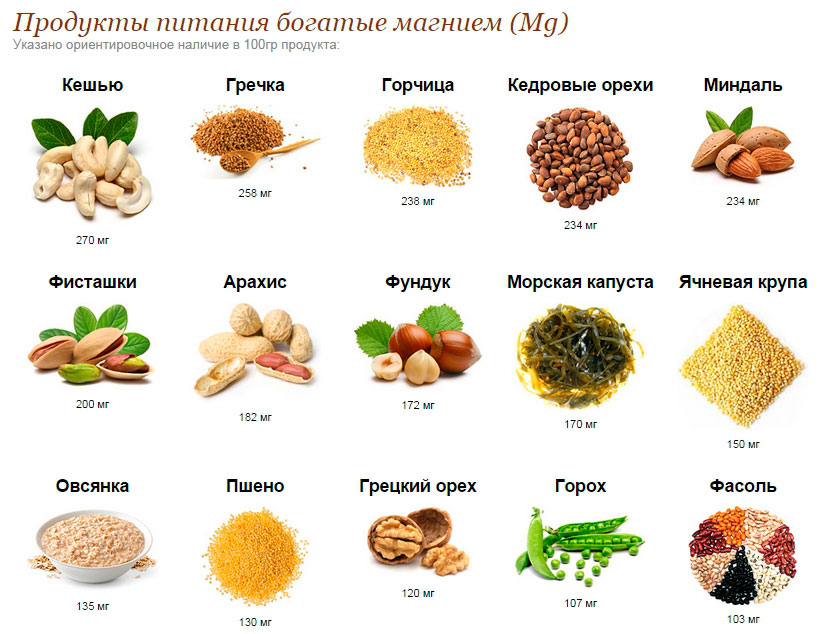 Продукты питания богатые магнием (Mg)
Указано ориентировочное наличие в 100гр продукта:
Кешью
Гречка
Горчица
Кедровые орехи
Миндаль
270 мг
258 мг
238 мг
234 мг
234 мг
Фисташки
Арахис
Фундук
Морская капуста
Ячневая крупа
200 мг
182 мг
172 мг
170 мг
150 мг
Овсянка
Пшено
Грецкий орех
Горох
Фасоль
135 мг
130 мг
120 мг
107 мг
103 мг